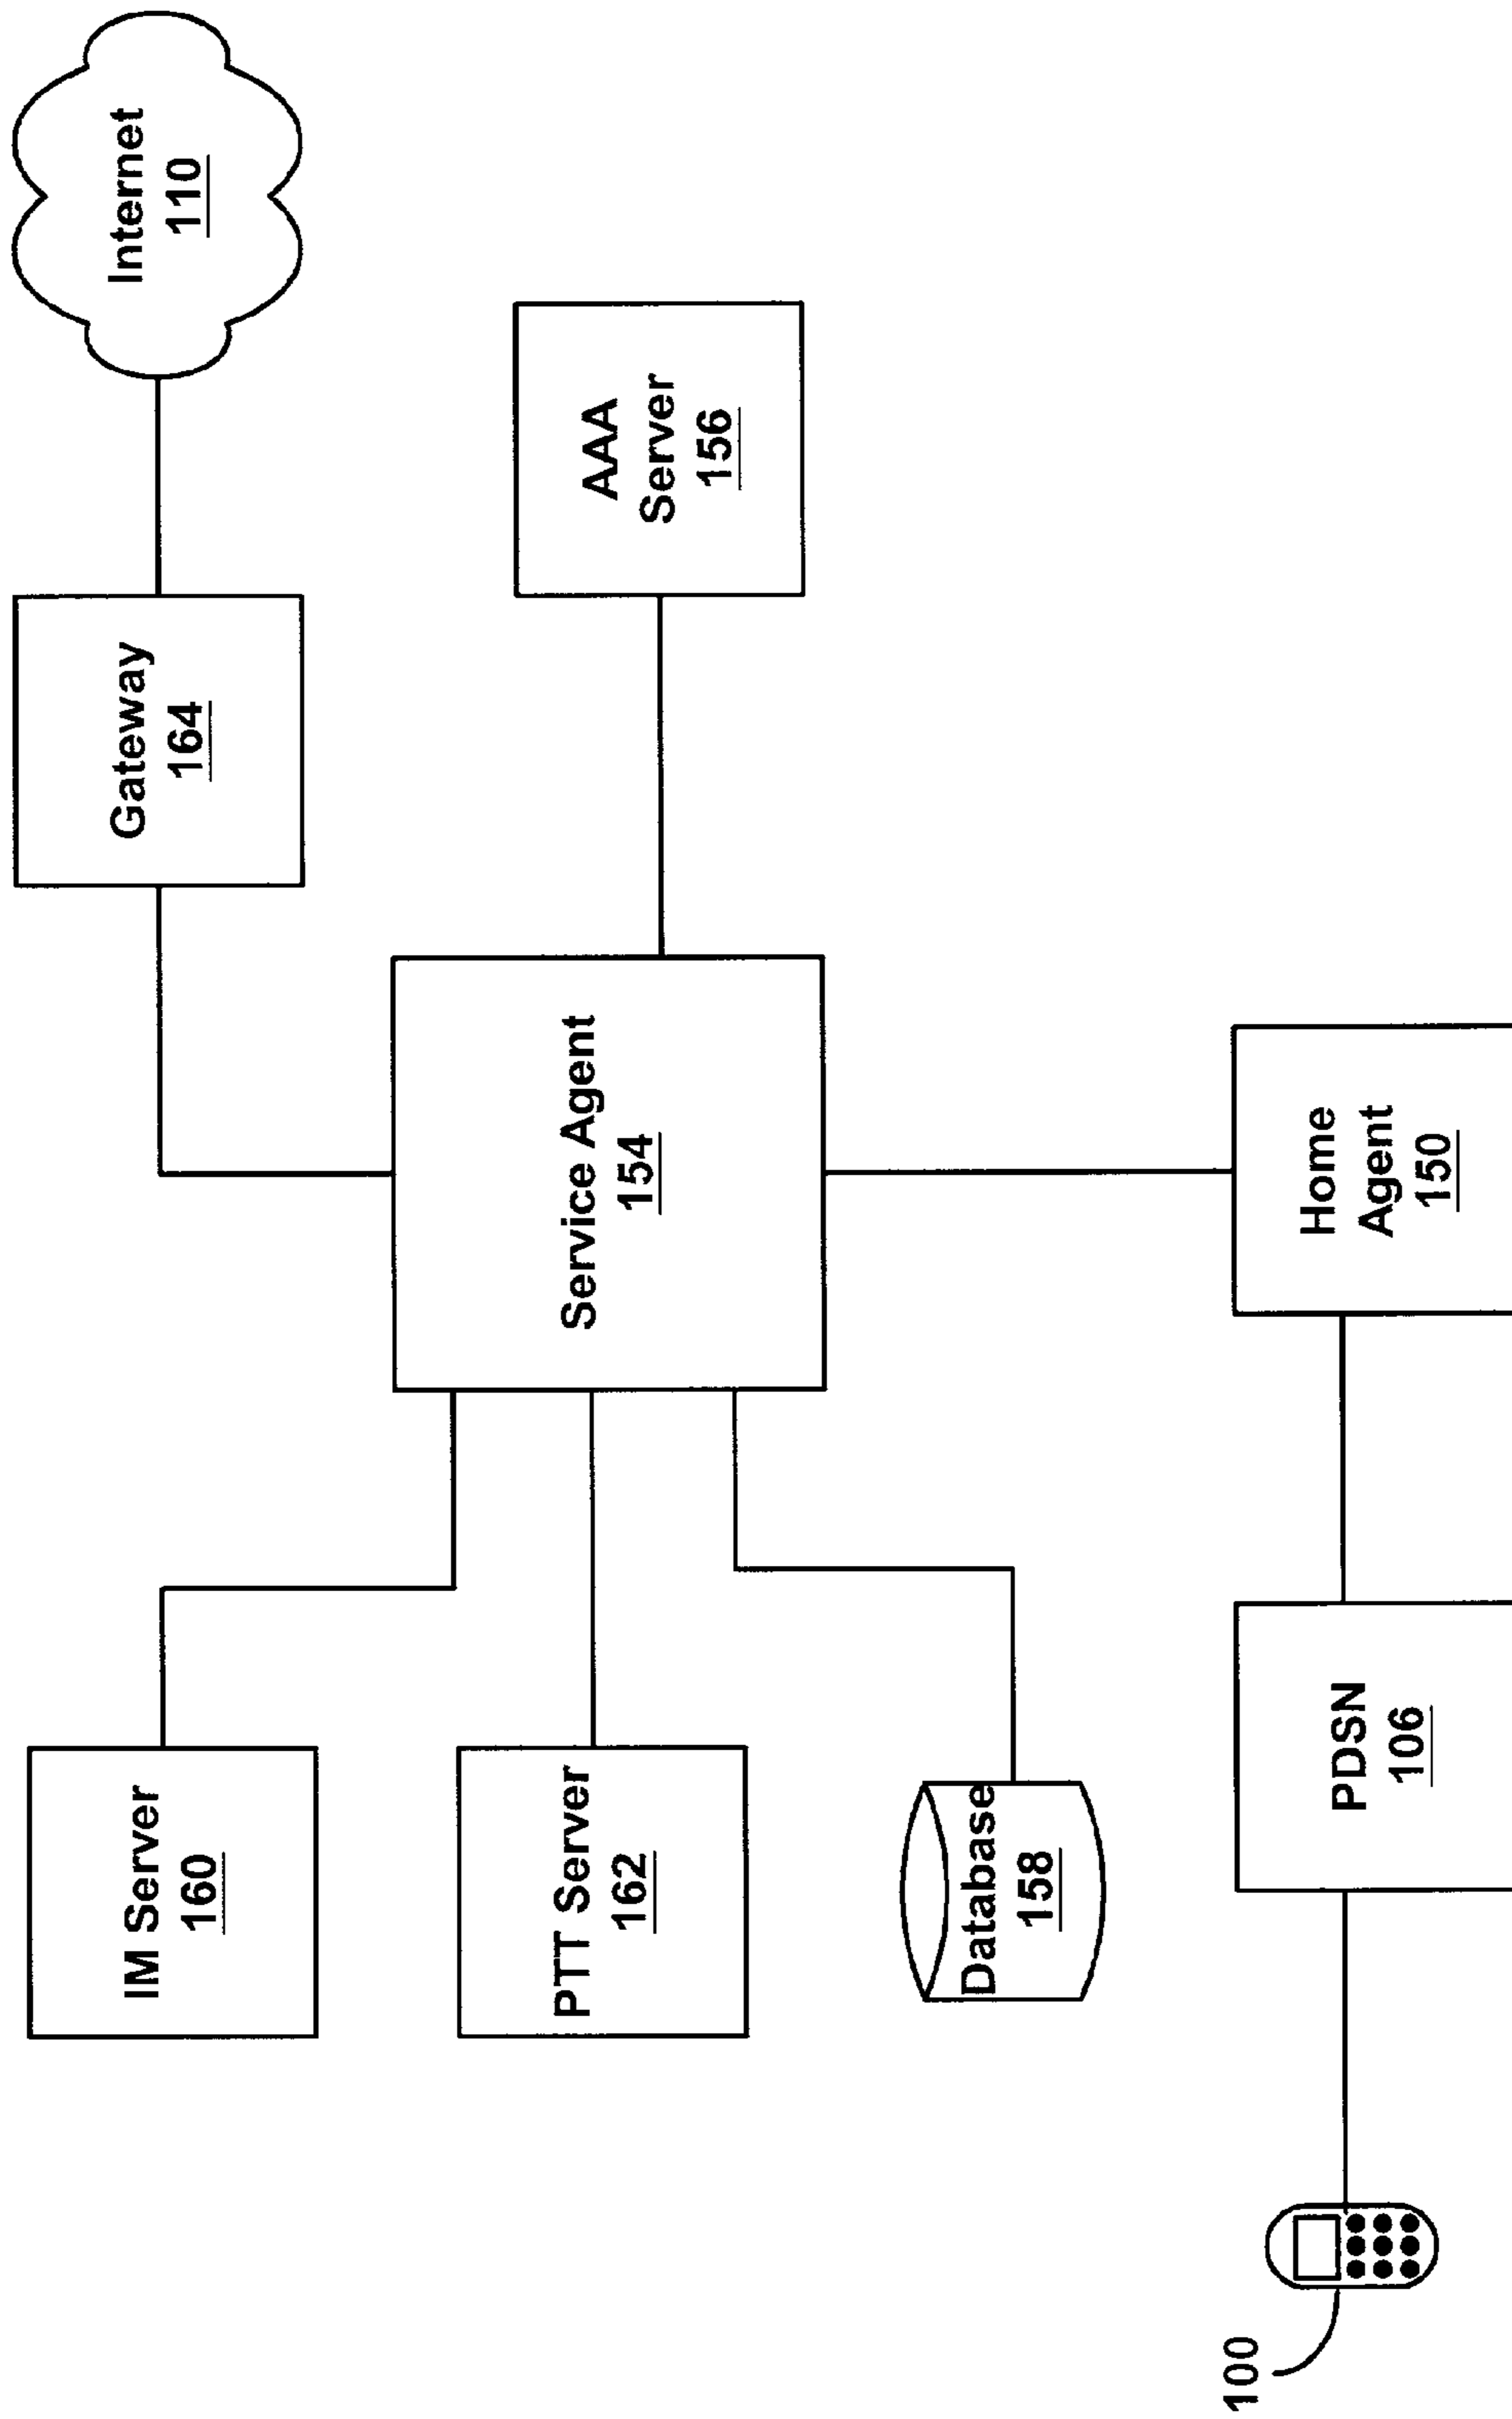 IM Server
160
PTT Server
162
Database
158
100
PDSN
106
Home
Agent
150
Service Agent
154
Gateway
164
AAA
Server
156
Internet
110